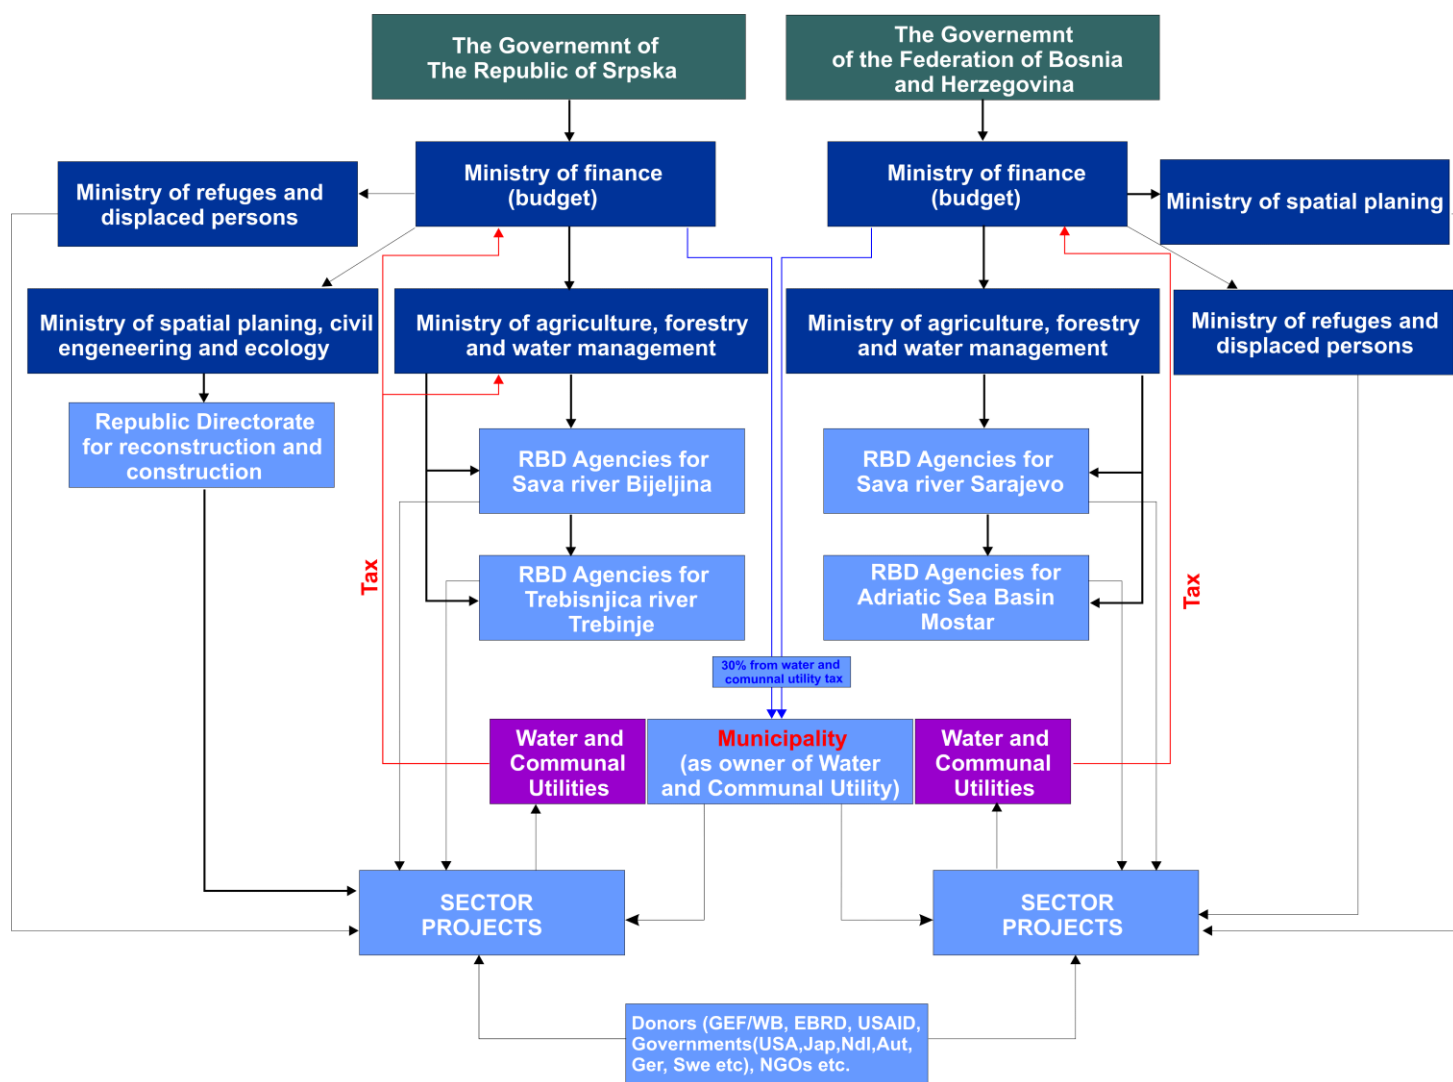 The Governemnt of
The Republic of Srpska
The Governemnt
of the Federation of Bosnia
and Herzegovina
Ministry of refuges and
displaced persons
Ministry of finance
(budget)
Ministry of finance
(budget)
Ministry of spatial planing
Ministry of spatial planing, civil
engeneering and ecology
Ministry of agriculture, forestry
and water management
Ministry of agriculture, forestry
and water management
Ministry of refuges and
displaced persons
Republic Directorate
for reconstruction and
construction
RBD Agencies for
Sava river Bijeljina
RBD Agencies for
Sava river Sarajevo
Tax
RBD Agencies for
Trebisnjica river
Trebinje
RBD Agencies for
Adriatic Sea Basin
Mostar
Tax
30% from water and
comunnal utility tax
Water and
Communal
Utilities
Municipality
(as owner of Water
and Communal Utility)
Water and
Communal
Utilities
SECTOR
PROJECTS
SECTOR
PROJECTS
Donors (GEF/WB, EBRD, USAID,
Governments(USA,Jap,Ndl,Aut,
Ger, Swe etc), NGOs etc.